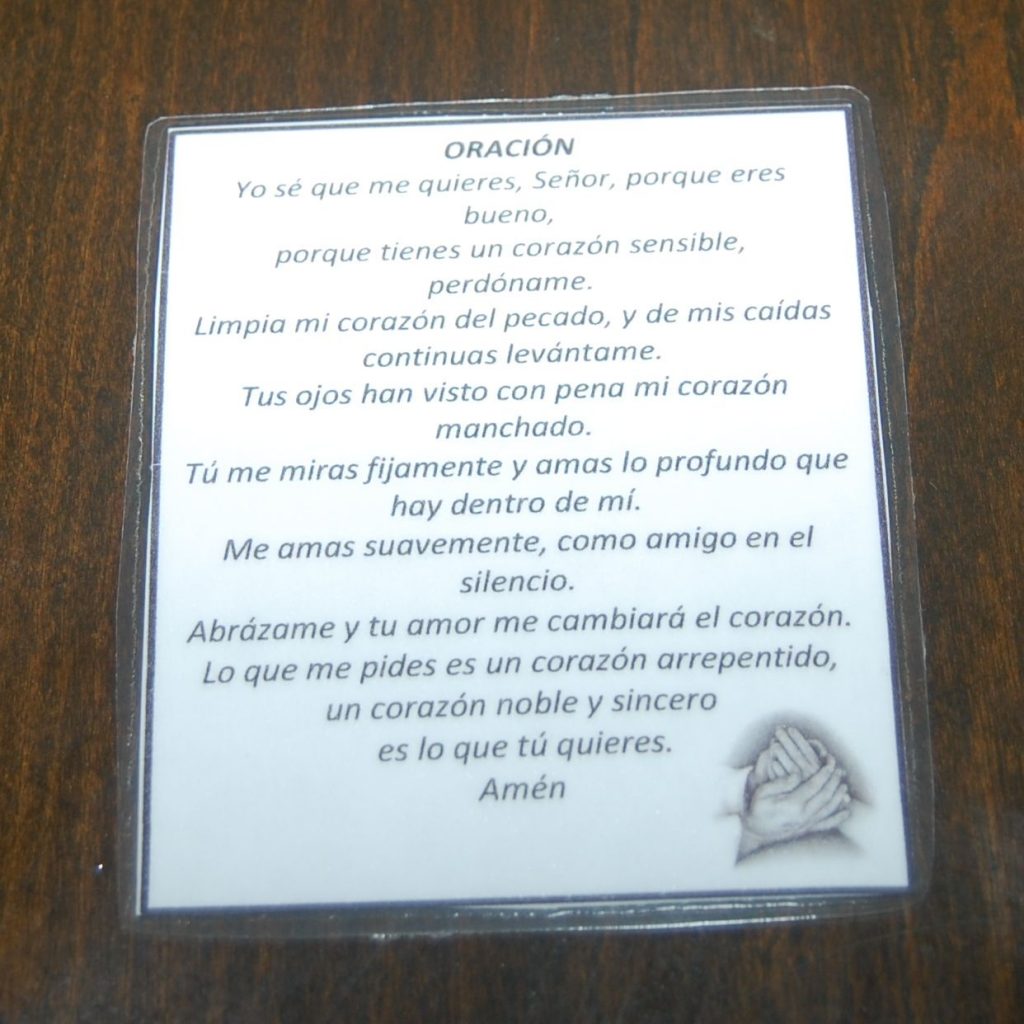 ORACIÓN
Yo sé que me quieres, Señor, porque eres
bueno,
porque tienes un corazón sensible,
perdóname.
Limpia mi corazón del pecado, y de mis caídas
continuas levántame.
Tus ojos han visto con pena mi corazón
manchado.
Tú me miras fijamente y amas lo profundo que
hay dentro de mí.
Me amas suavemente, como amigo en el
silencio.
Abrázame y tu amor me cambiará el corazón.
Lo que me pides es un corazón arrepentido,
un corazón noble y sincero
es lo que tú quieres.
Amén